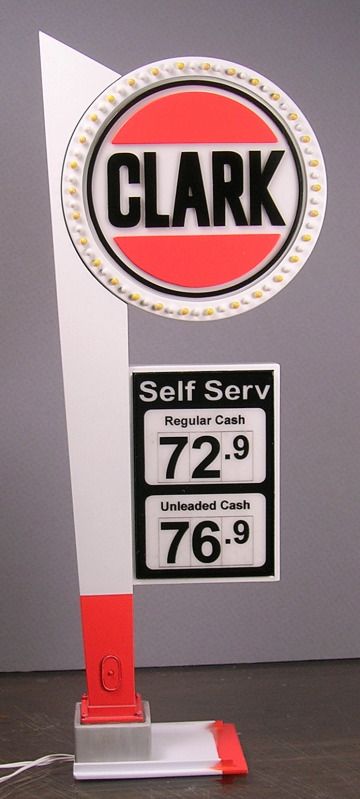 CLARK
Self Serv
Regular Cash
72.9
Unleaded Cash
76.9